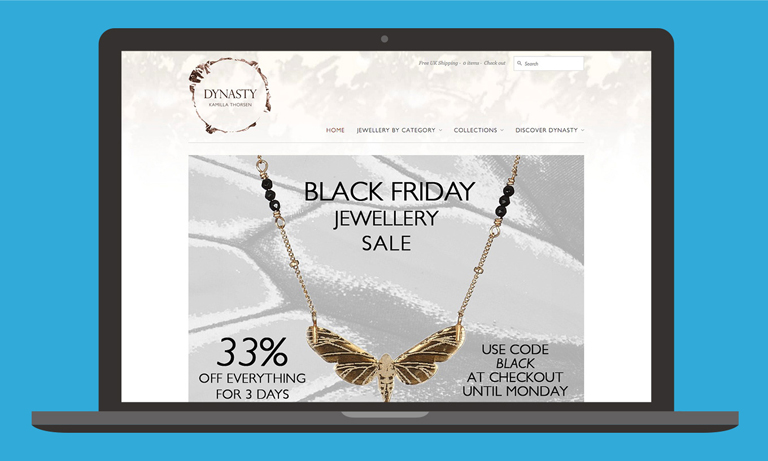 Free UK Shipping - 0 items - Check out
Search
DYNASTY
KAMILLA THORSEN
HOME
JEWELLERY BY CATEGORY
COLLECTIONS
DISCOVER DYNASTY
BLACK FRIDAY
JEWELLERY
SALE
33%
OFF EVERYTHING
FOR 3 DAYS
USE CODE
BLACK
AT CHECKOUT
UNTIL MONDAY